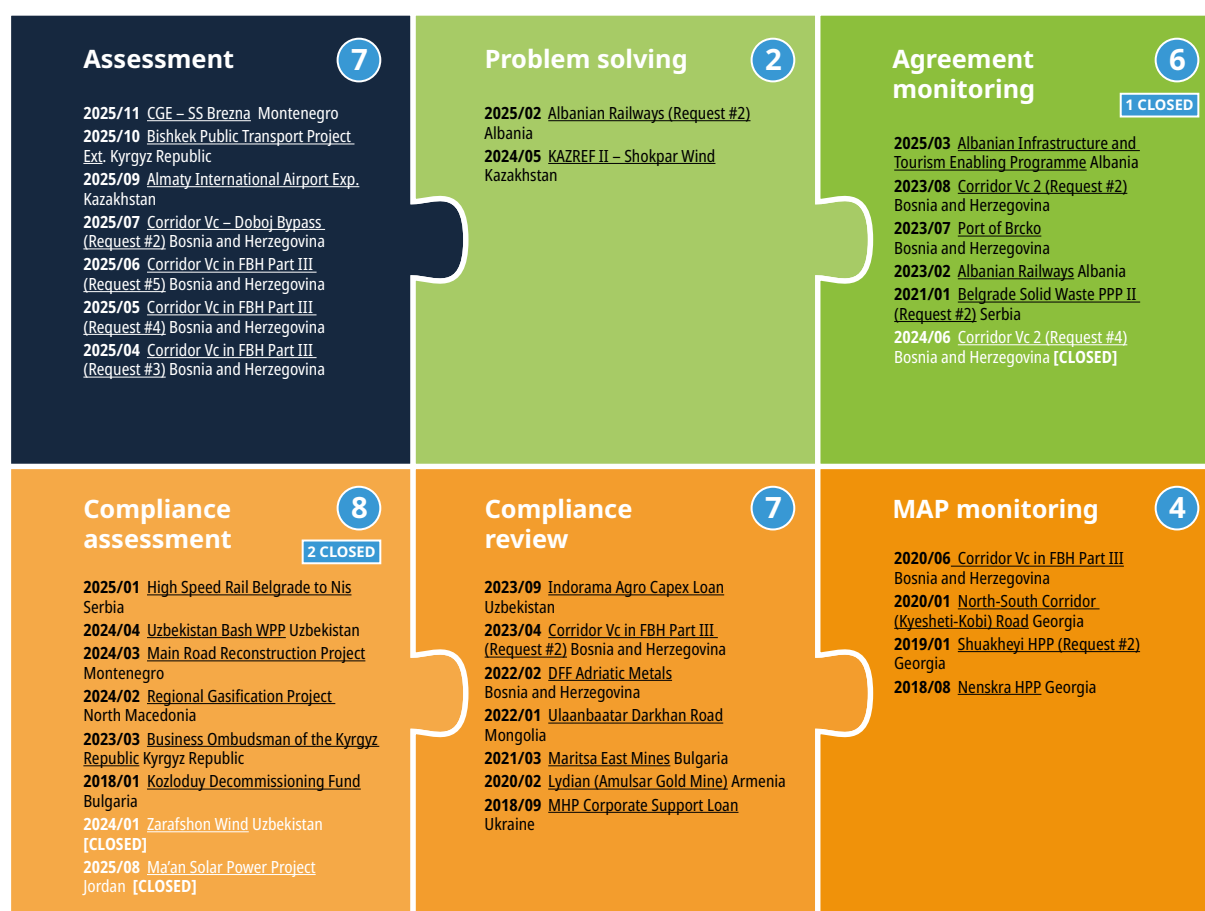 Assessment
7
2025/11 CGE – SS Brezna Montenegro
2025/10 Bishkek Public Transport Project
Ext. Kyrgyz Republic
2025/09 Almaty International Airport Exp.
Kazakhstan
2025/07 Corridor Vc – Doboj Bypass
(Request #2) Bosnia and Herzegovina
2025/06 Corridor Vc in FBH Part III
(Request #5) Bosnia and Herzegovina
2025/05 Corridor Vc in FBH Part III
(Request #4) Bosnia and Herzegovina
2025/04 Corridor Vc in FBH Part III
(Request #3) Bosnia and Herzegovina
Problem solving
2
2025/02 Albanian Railways (Request #2)
Albania
2024/05 KAZREF II – Shokpar Wind
Kazakhstan
Agreement
monitoring
6
1 CLOSED
2025/03 Albanian Infrastructure and
Tourism Enabling Programme Albania
2023/08 Corridor Vc 2 (Request #2)
Bosnia and Herzegovina
2023/07 Port of Brcko
Bosnia and Herzegovina
2023/02 Albanian Railways Albania
2021/01 Belgrade Solid Waste PPP II
(Request #2) Serbia
2024/06 Corridor Vc 2 (Request #4)
Bosnia and Herzegovina [CLOSED]
Compliance
assessment
8
2 CLOSED
2025/01 High Speed Rail Belgrade to Nis
Serbia
2024/04 Uzbekistan Bash WPP Uzbekistan
2024/03 Main Road Reconstruction Project
Montenegro
2024/02 Regional Gasification Project
North Macedonia
2023/03 Business Ombudsman of the Kyrgyz
Republic Kyrgyz Republic
2018/01 Kozloduy Decommissioning Fund
Bulgaria
2024/01 Zarafshon Wind Uzbekistan
[CLOSED]
2025/08 Ma'an Solar Power Project
Jordan [CLOSED]
Compliance
review
7
2023/09 Indorama Agro Capex Loan
Uzbekistan
2023/04 Corridor Vc in FBH Part III
(Request #2) Bosnia and Herzegovina
2022/02 DFF Adriatic Metals
Bosnia and Herzegovina
2022/01 Ulaanbaatar Darkhan Road
Mongolia
2021/03 Maritsa East Mines Bulgaria
2020/02 Lydian (Amulsar Gold Mine) Armenia
2018/09 MHP Corporate Support Loan
Ukraine
MAP monitoring
4
2020/06 Corridor Vc in FBH Part III
Bosnia and Herzegovina
2020/01 North-South Corridor
(Kyesheti-Kobi) Road Georgia
2019/01 Shuakheyi HPP (Request #2)
Georgia
2018/08 Nenskra HPP Georgia